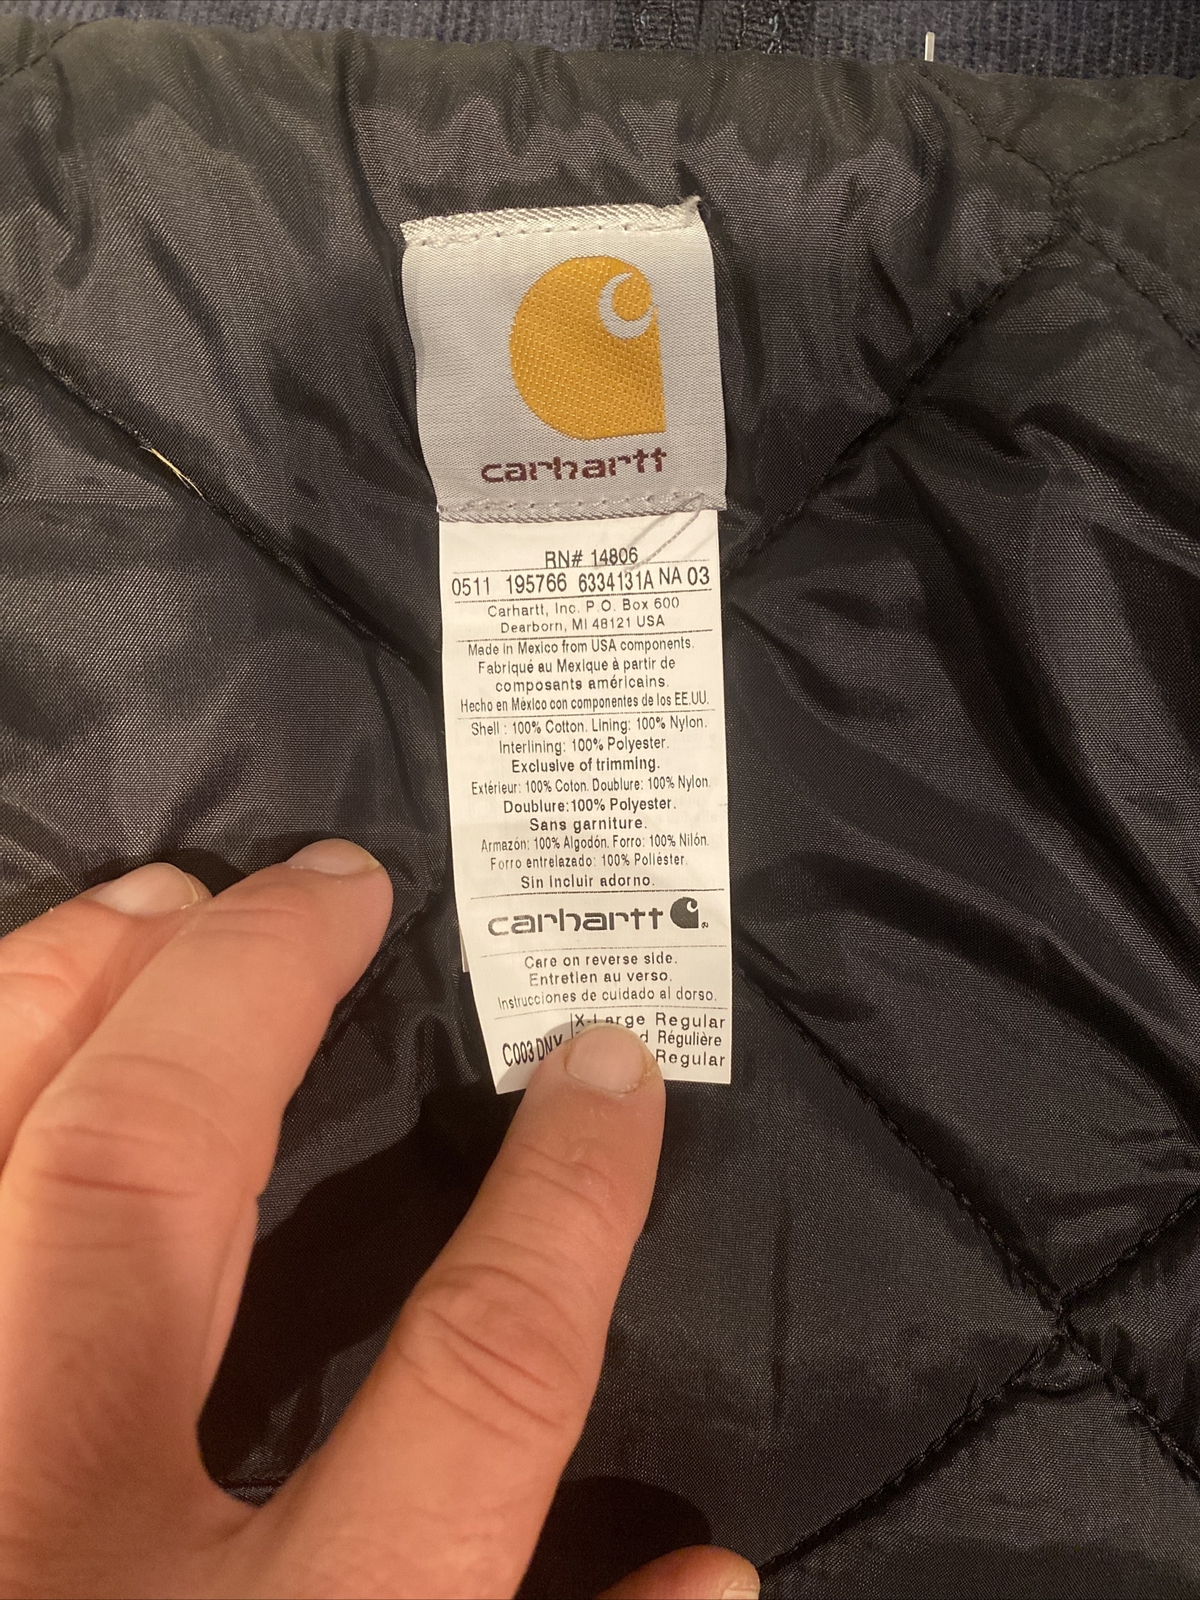 carhartt
RN# 14806
0511 195766 6334131A NA 03
Carhartt, Inc. P.O. Box 600
Dearborn, MI 48121 USA
Made in Mexico from USA components.
Fabriqué au Mexique à partir de
composants américains.
Hecho en México con componentes de los EE.UU.
Shell : 100% Cotton. Lining: 100% Nylon.
Interlining: 100% Polyester.
Exclusive of trimming.
Extérieur: 100% Coton. Doublure: 100% Nylon.
Doublure:100% Polyester.
Sans garniture.
Armazón: 100% Algodón. Forro: 100% Nilón.
Forro entrelazado: 100% Poliéster.
Sin incluir adorno.
carhartt
Care on reverse side.
Entretien au verso.
Instrucciones de cuidado al dorso.
X-Large Regular
C003 Régulière
Regular